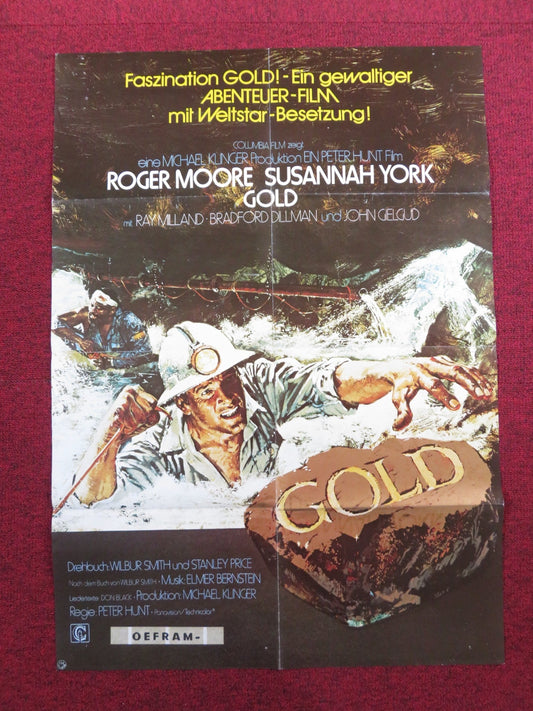 Faszination GOLD! - Ein gewaltiger
ABENTEUER-FILM
mit Weltstar-Besetzung!
COLUMBIA FILM zeigt
eine MICHAEL KLINGER Produktion EIN PETER HUNT Film
ROGER MOORE SUSANNAH YORK
GOLD
mit RAY MILLAND · BRADFORD DILLMAN und JOHN GIELGUD
GOLD
Drehbuch: WILBUR SMITH und STANLEY PRICE
Nach dem Buch von WILBUR SMITH · Musik: ELMER BERNSTEIN
Liedertexte: DON BLACK · Produktion: MICHAEL KLINGER
Regie: PETER HUNT · Panavision/Technicolor®
OEFRAM-